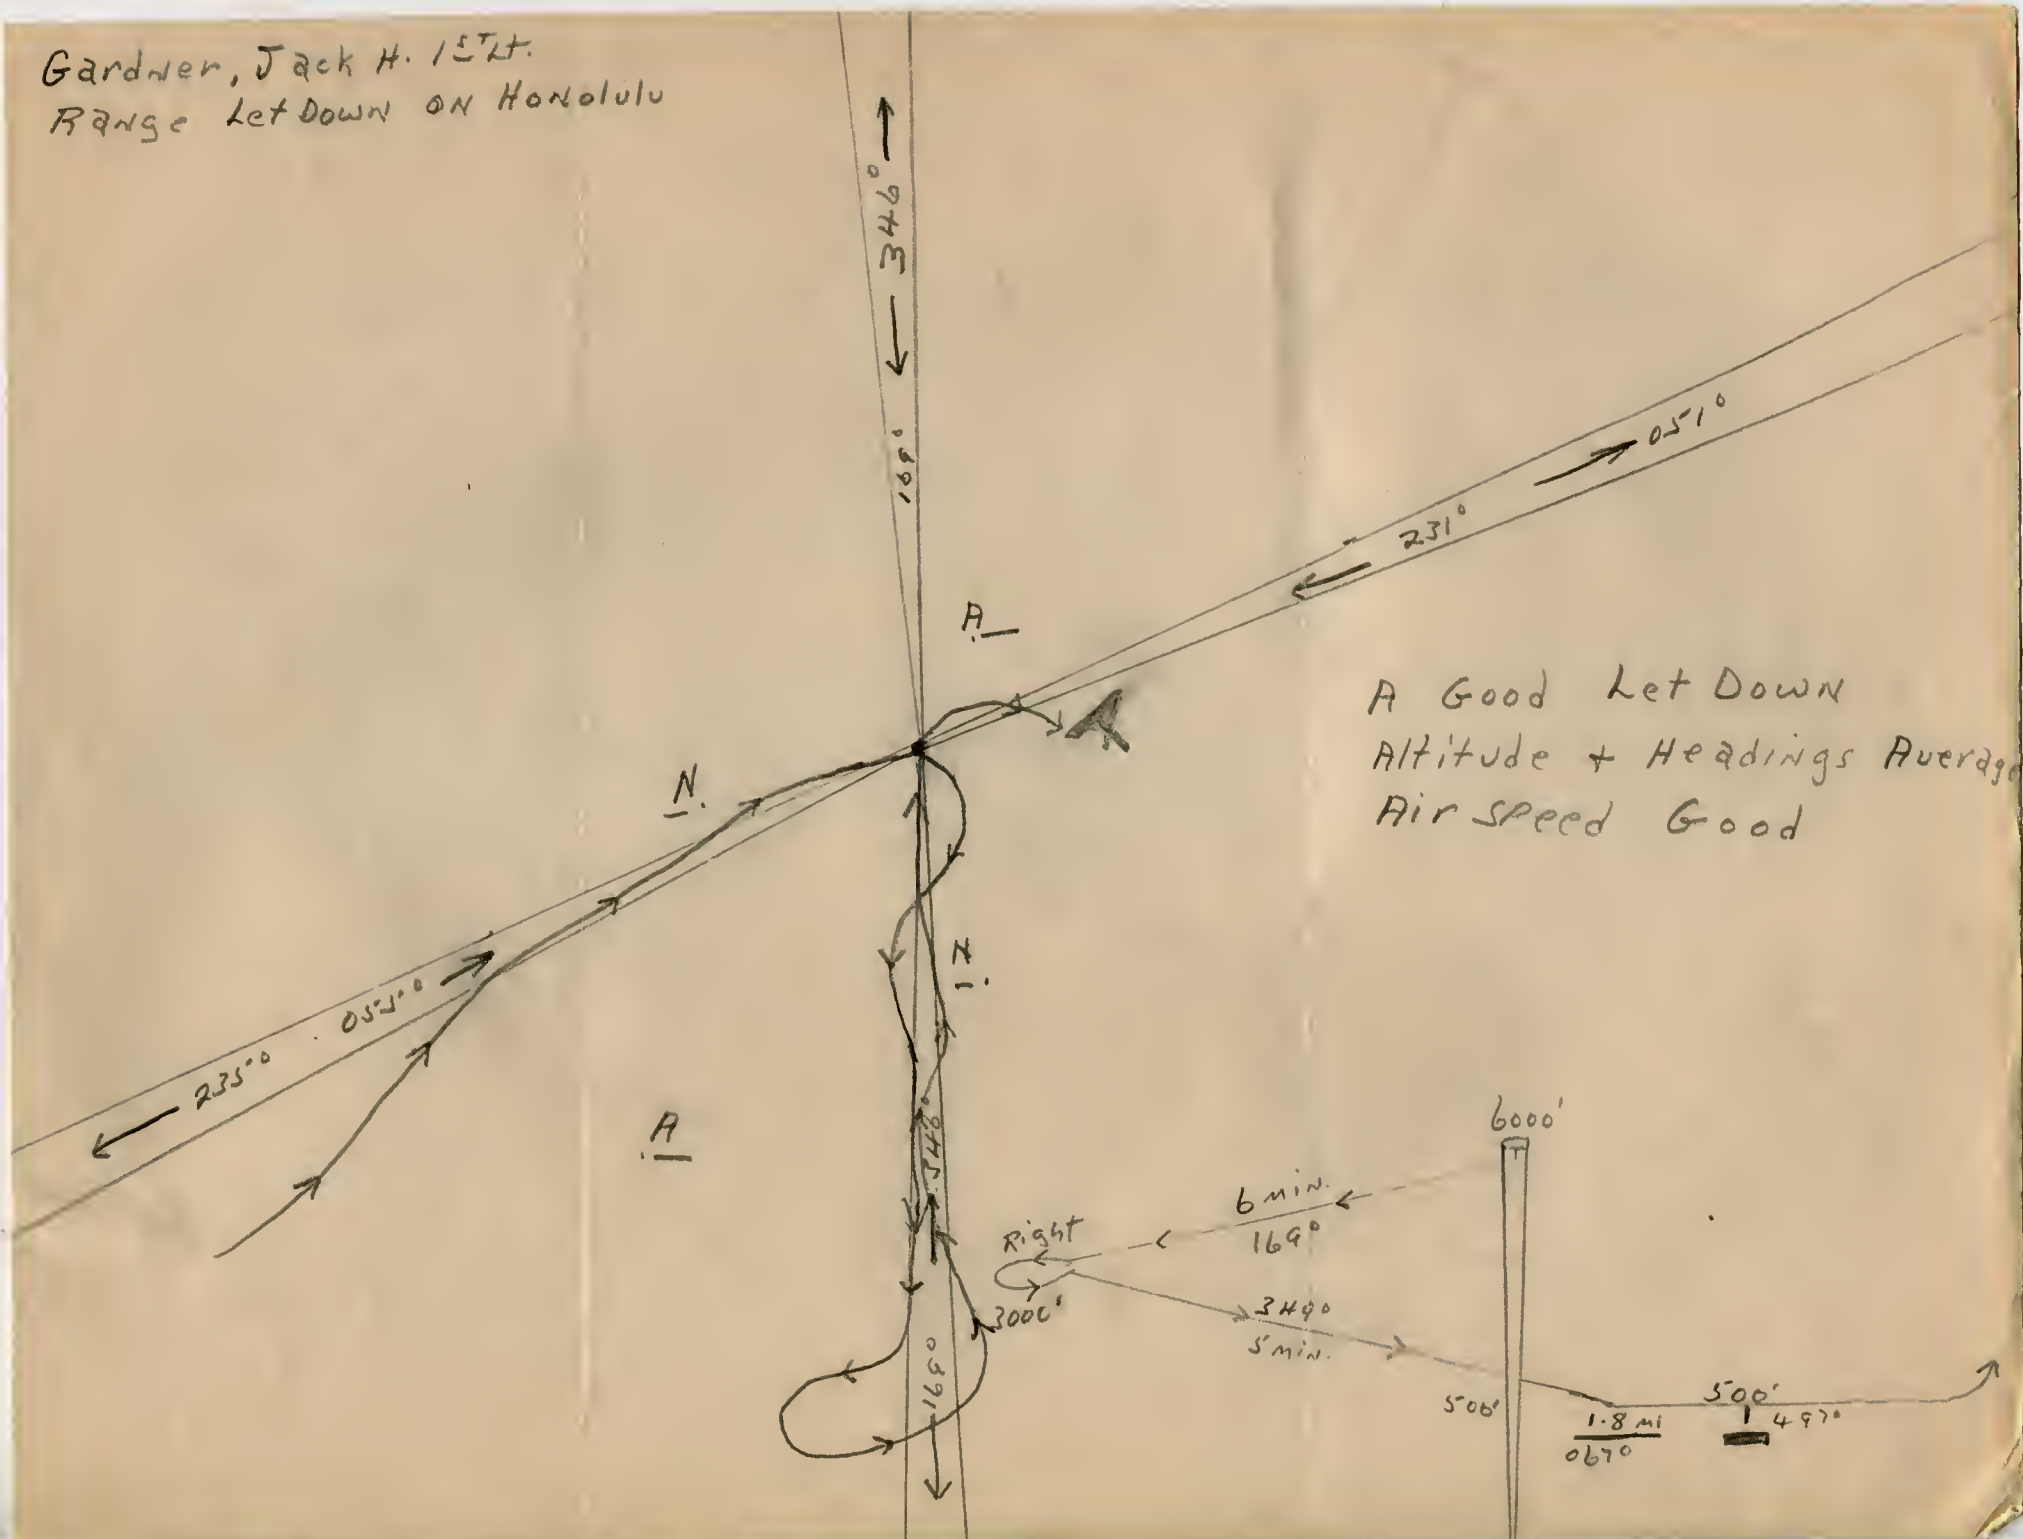 Gardner, Jack H. 1ST Lt.
Range Let Down on Honolulu
346°
169°
051°
231°
A
A Good Let Down
Altitude + Headings Average
Air Speed Good
N
N
055°
235°
A
6000'
6 min.
169°
Right
3000'
349°
5 min.
169°
500'
500'
1.8 mi
067°